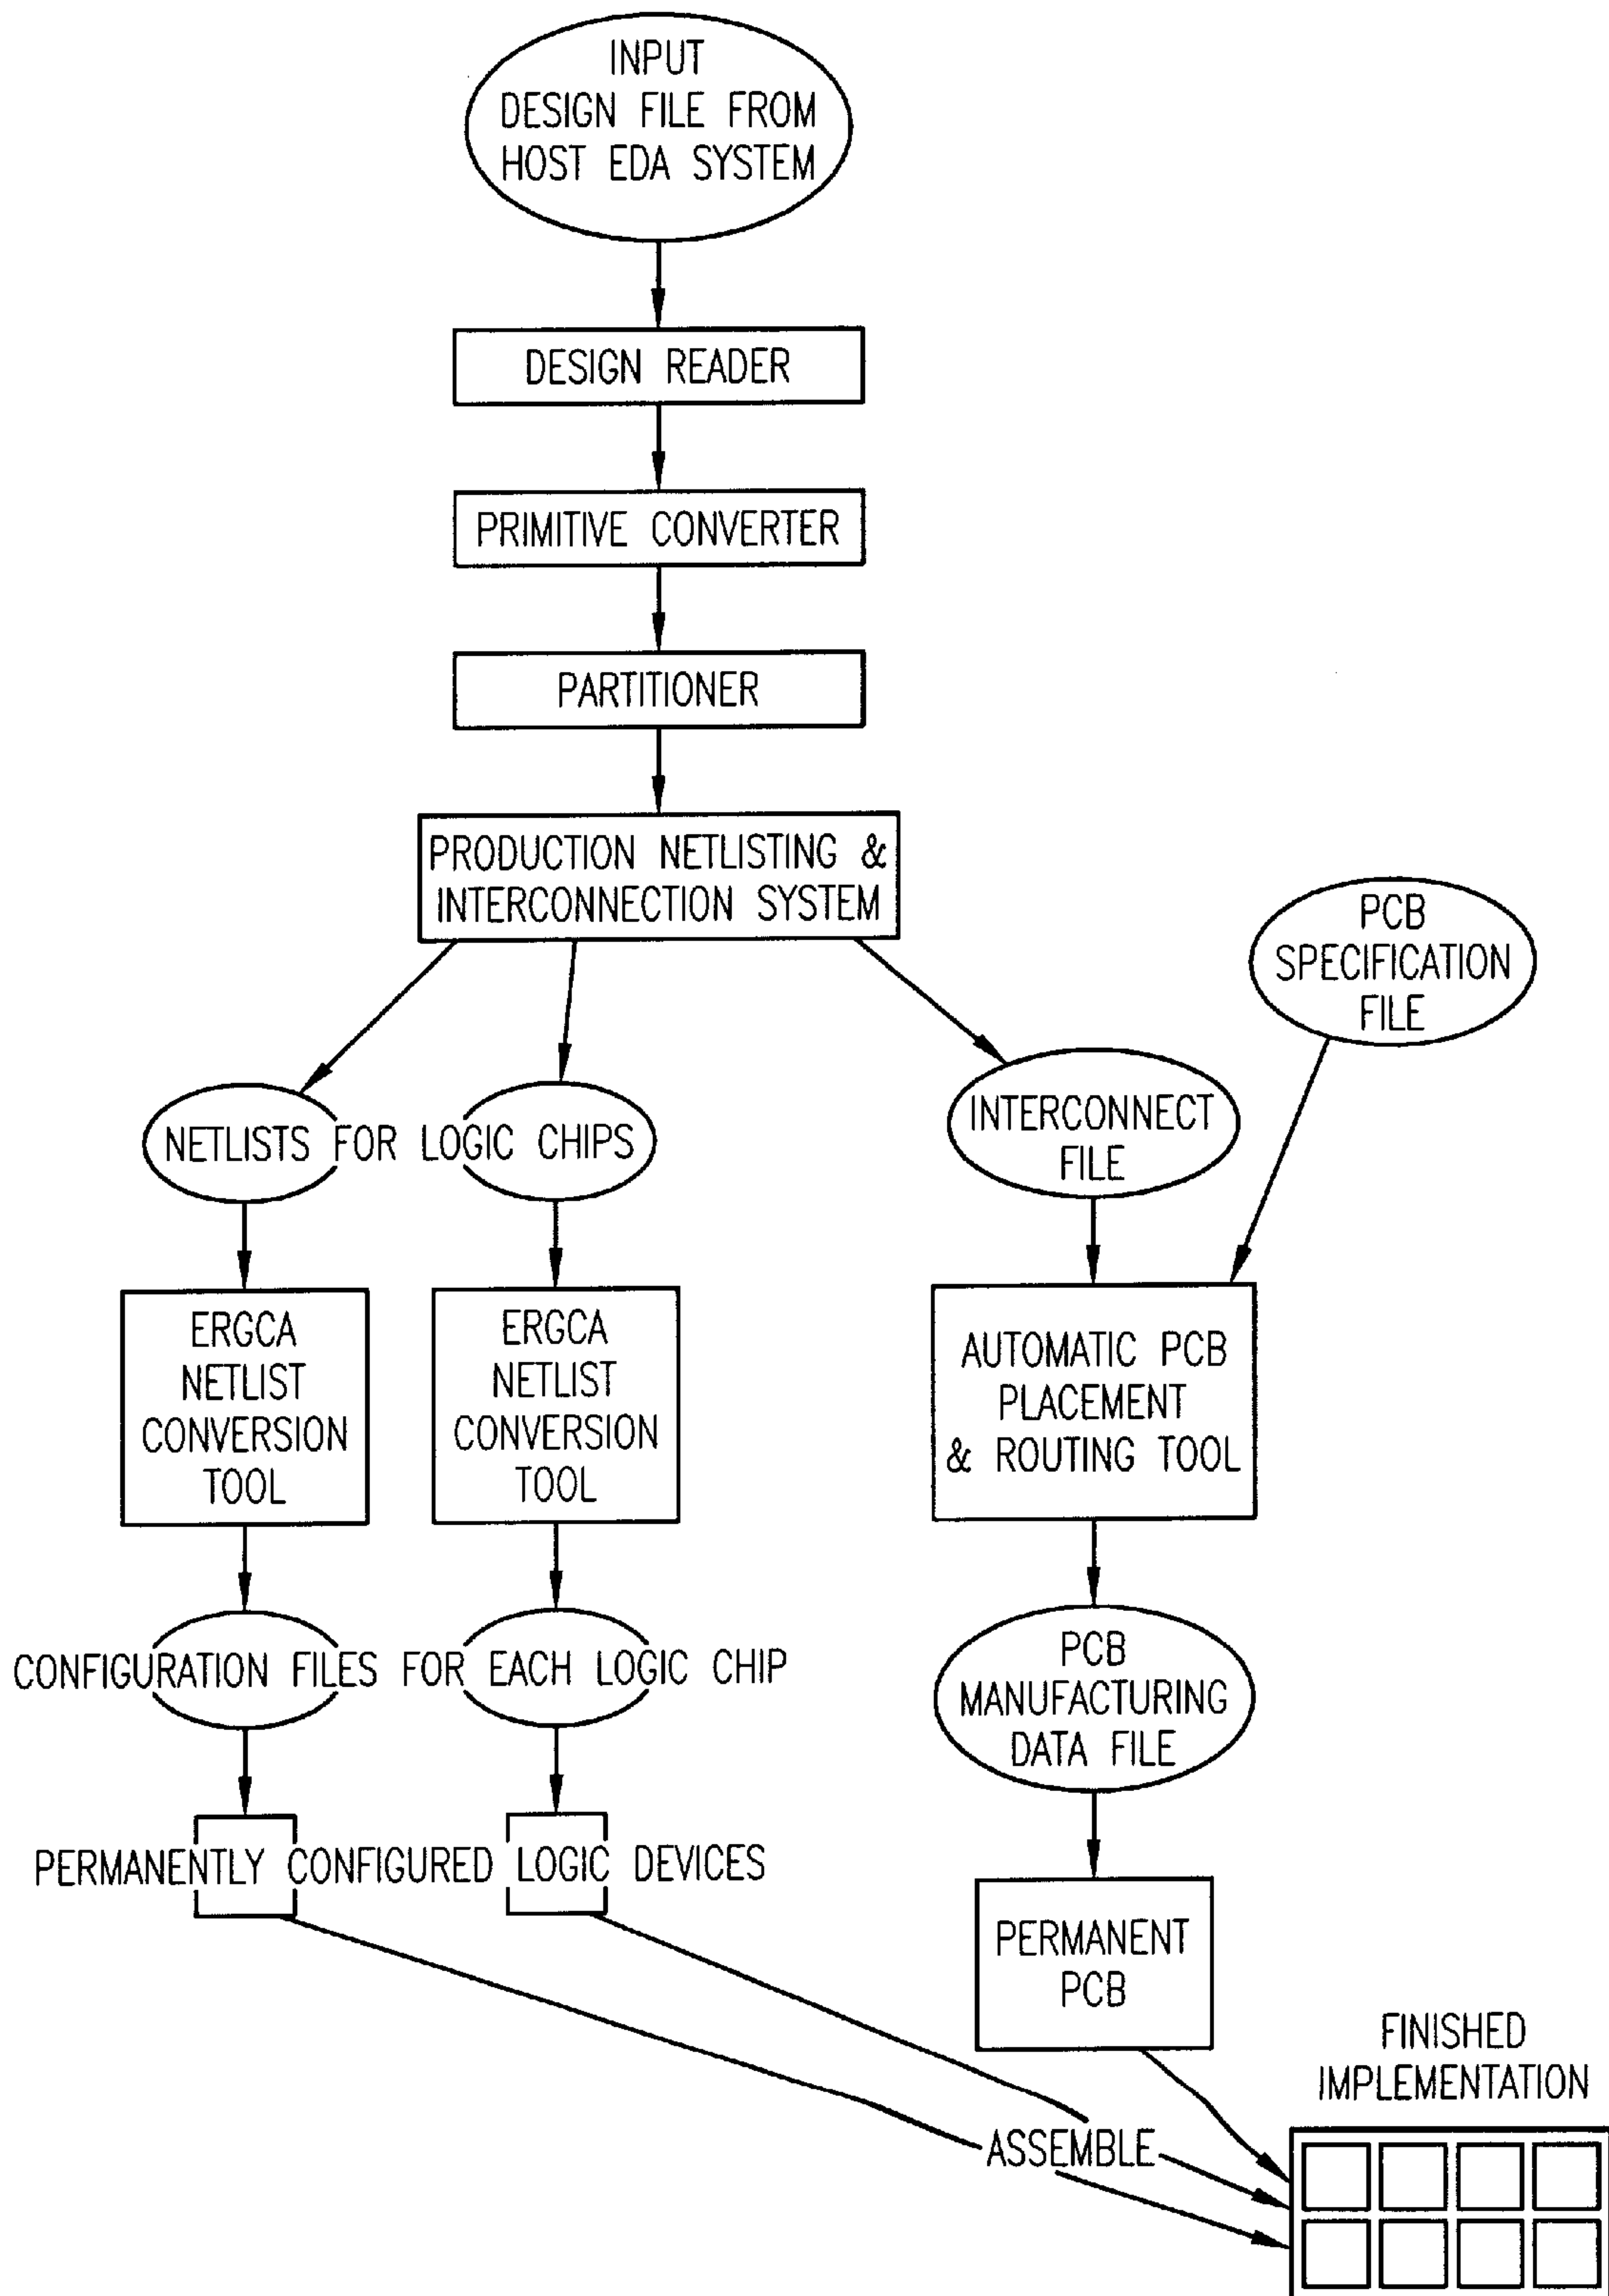 INPUT
DESIGN FILE FROM
HOST EDA SYSTEM
DESIGN READER
PRIMITIVE CONVERTER
PARTITIONER
PRODUCTION NETLISTING &
INTERCONNECTION SYSTEM
PCB
SPECIFICATION
FILE
NETLISTS FOR LOGIC CHIPS
INTERCONNECT
FILE
ERGCA
NETLIST
CONVERSION
TOOL
ERGCA
NETLIST
CONVERSION
TOOL
AUTOMATIC PCB
PLACEMENT
& ROUTING TOOL
CONFIGURATION FILES FOR EACH LOGIC CHIP
PCB
MANUFACTURING
DATA FILE
PERMANENTLY CONFIGURED LOGIC DEVICES
PERMANENT
PCB
FINISHED
IMPLEMENTATION
ASSEMBLE